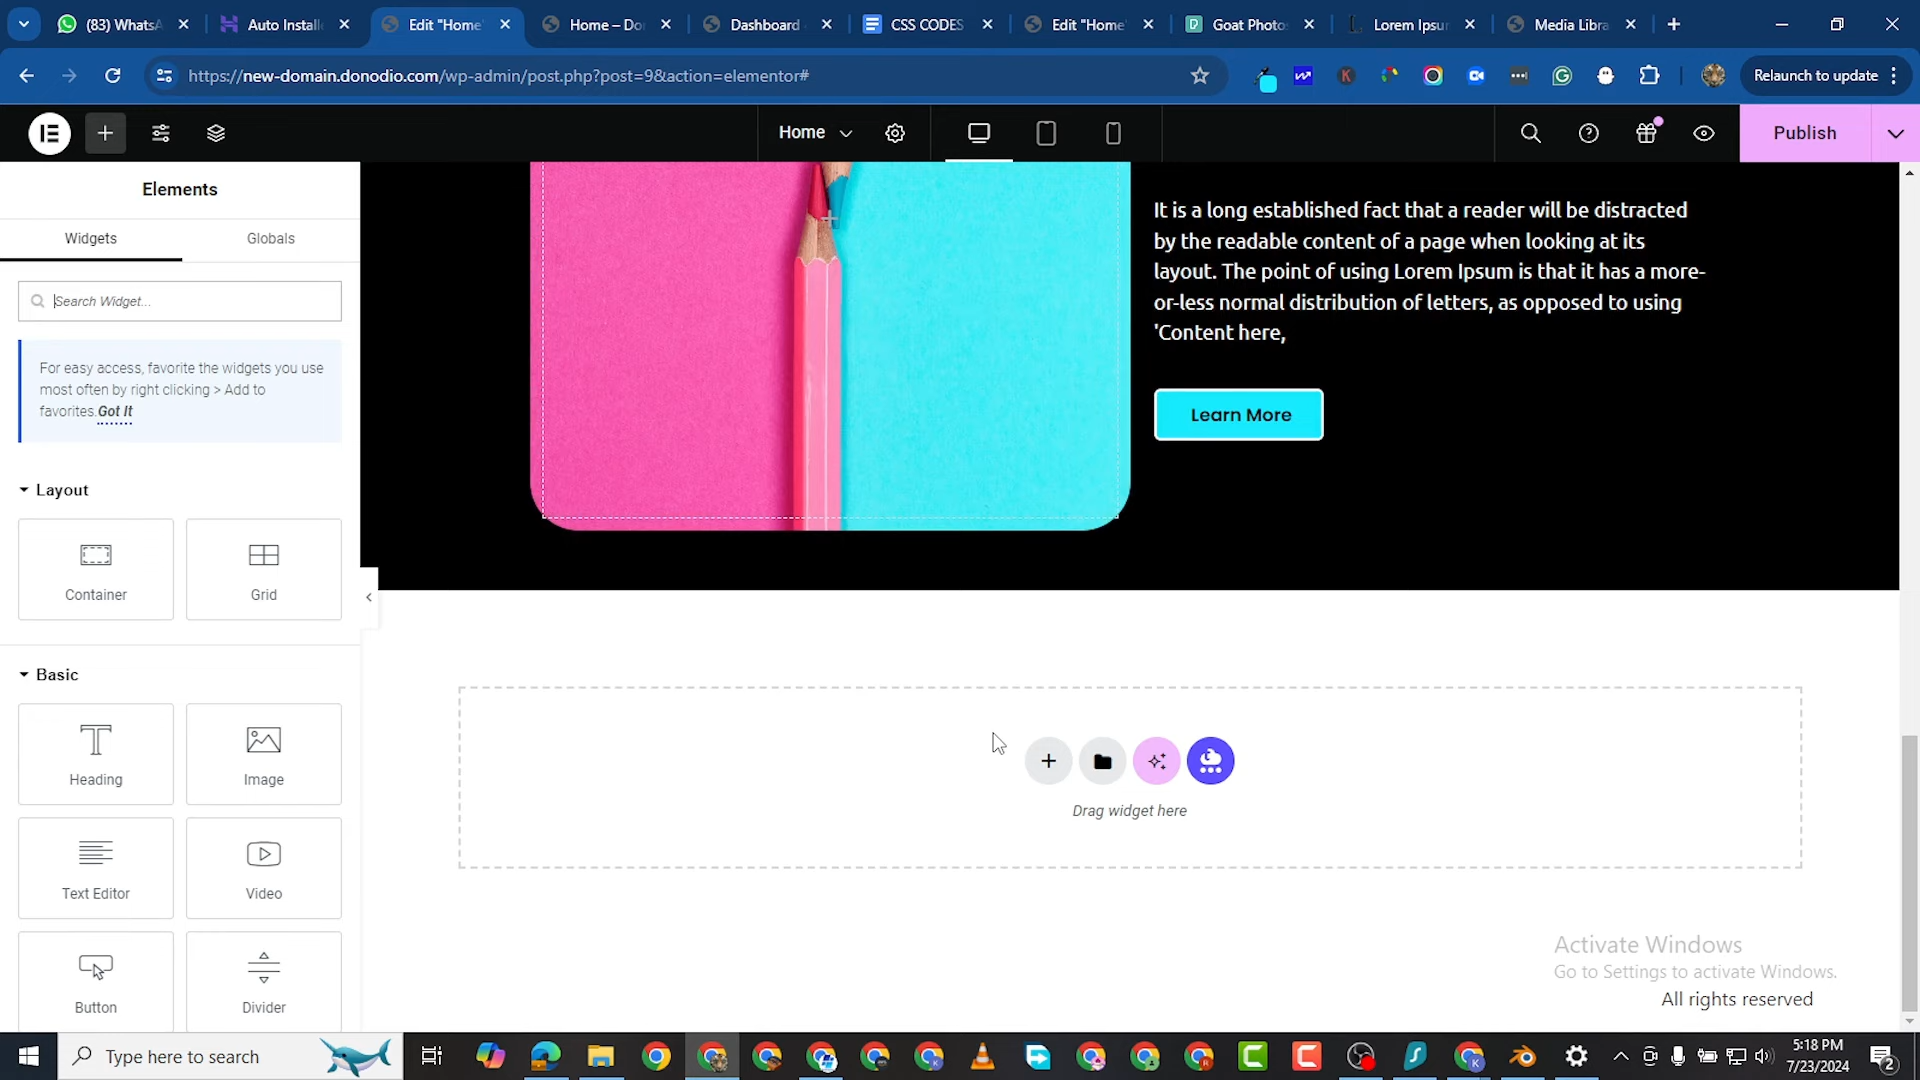 (83) WhatsA
Auto Installe
Edit "Home"
Home – Do
Dashboard
CSS CODES
Edit "Home"
Goat Photos
Lorem Ipsu
Media Libra
https://new-domain.donodio.com/wp-admin/post.php?post=9&action=elementor#
Relaunch to update
Home
Publish
Elements
Widgets
Globals
Search Widget...
For easy access, favorite the widgets you use
most often by right clicking > Add to
favorites. Got It
Layout
Container
Grid
Basic
Heading
Image
Text Editor
Video
Button
Divider
It is a long established fact that a reader will be distracted
by the readable content of a page when looking at its
layout. The point of using Lorem Ipsum is that it has a more-
or-less normal distribution of letters, as opposed to using
'Content here,
Learn More
Drag widget here
Activate Windows
Go to Settings to activate Windows.
All rights reserved
Type here to search
5:18 PM
7/23/2024
2